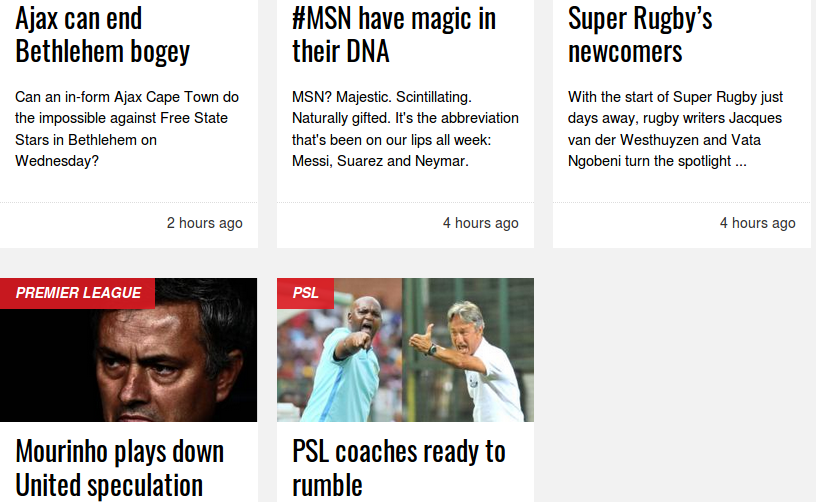 Ajax can end
Bethlehem bogey
Can an in-form Ajax Cape Town do
the impossible against Free State
Stars in Bethlehem on
Wednesday?
2 hours ago
#MSN have magic in
their DNA
MSN? Majestic. Scintillating.
Naturally gifted. It's the abbreviation
that's been on our lips all week:
Messi, Suarez and Neymar.
4 hours ago
Super Rugby’s
newcomers
With the start of Super Rugby just
days away, rugby writers Jacques
van der Westhuyzen and Vata
Ngobeni turn the spotlight ...
4 hours ago
PREMIER LEAGUE
Mourinho plays down
United speculation
PSL
PSL coaches ready to
rumble